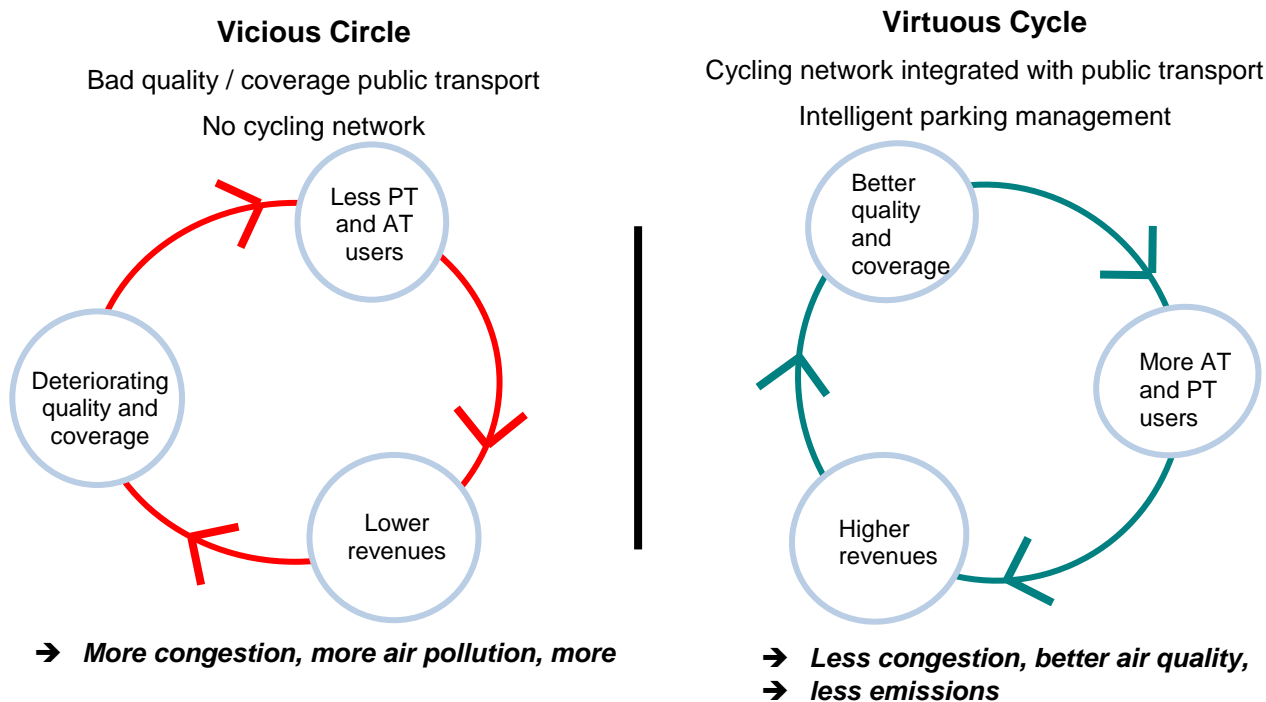 Vicious Circle
Bad quality / coverage public transport
No cycling network
Less PT
and AT
users
Deteriorating
quality and
coverage
Lower
revenues
➔ More congestion, more air pollution, more
Virtuous Cycle
Cycling network integrated with public transport
Intelligent parking management
Better
quality
and
coverage
More AT
and PT
users
Higher
revenues
➔ Less congestion, better air quality,
➔ less emissions